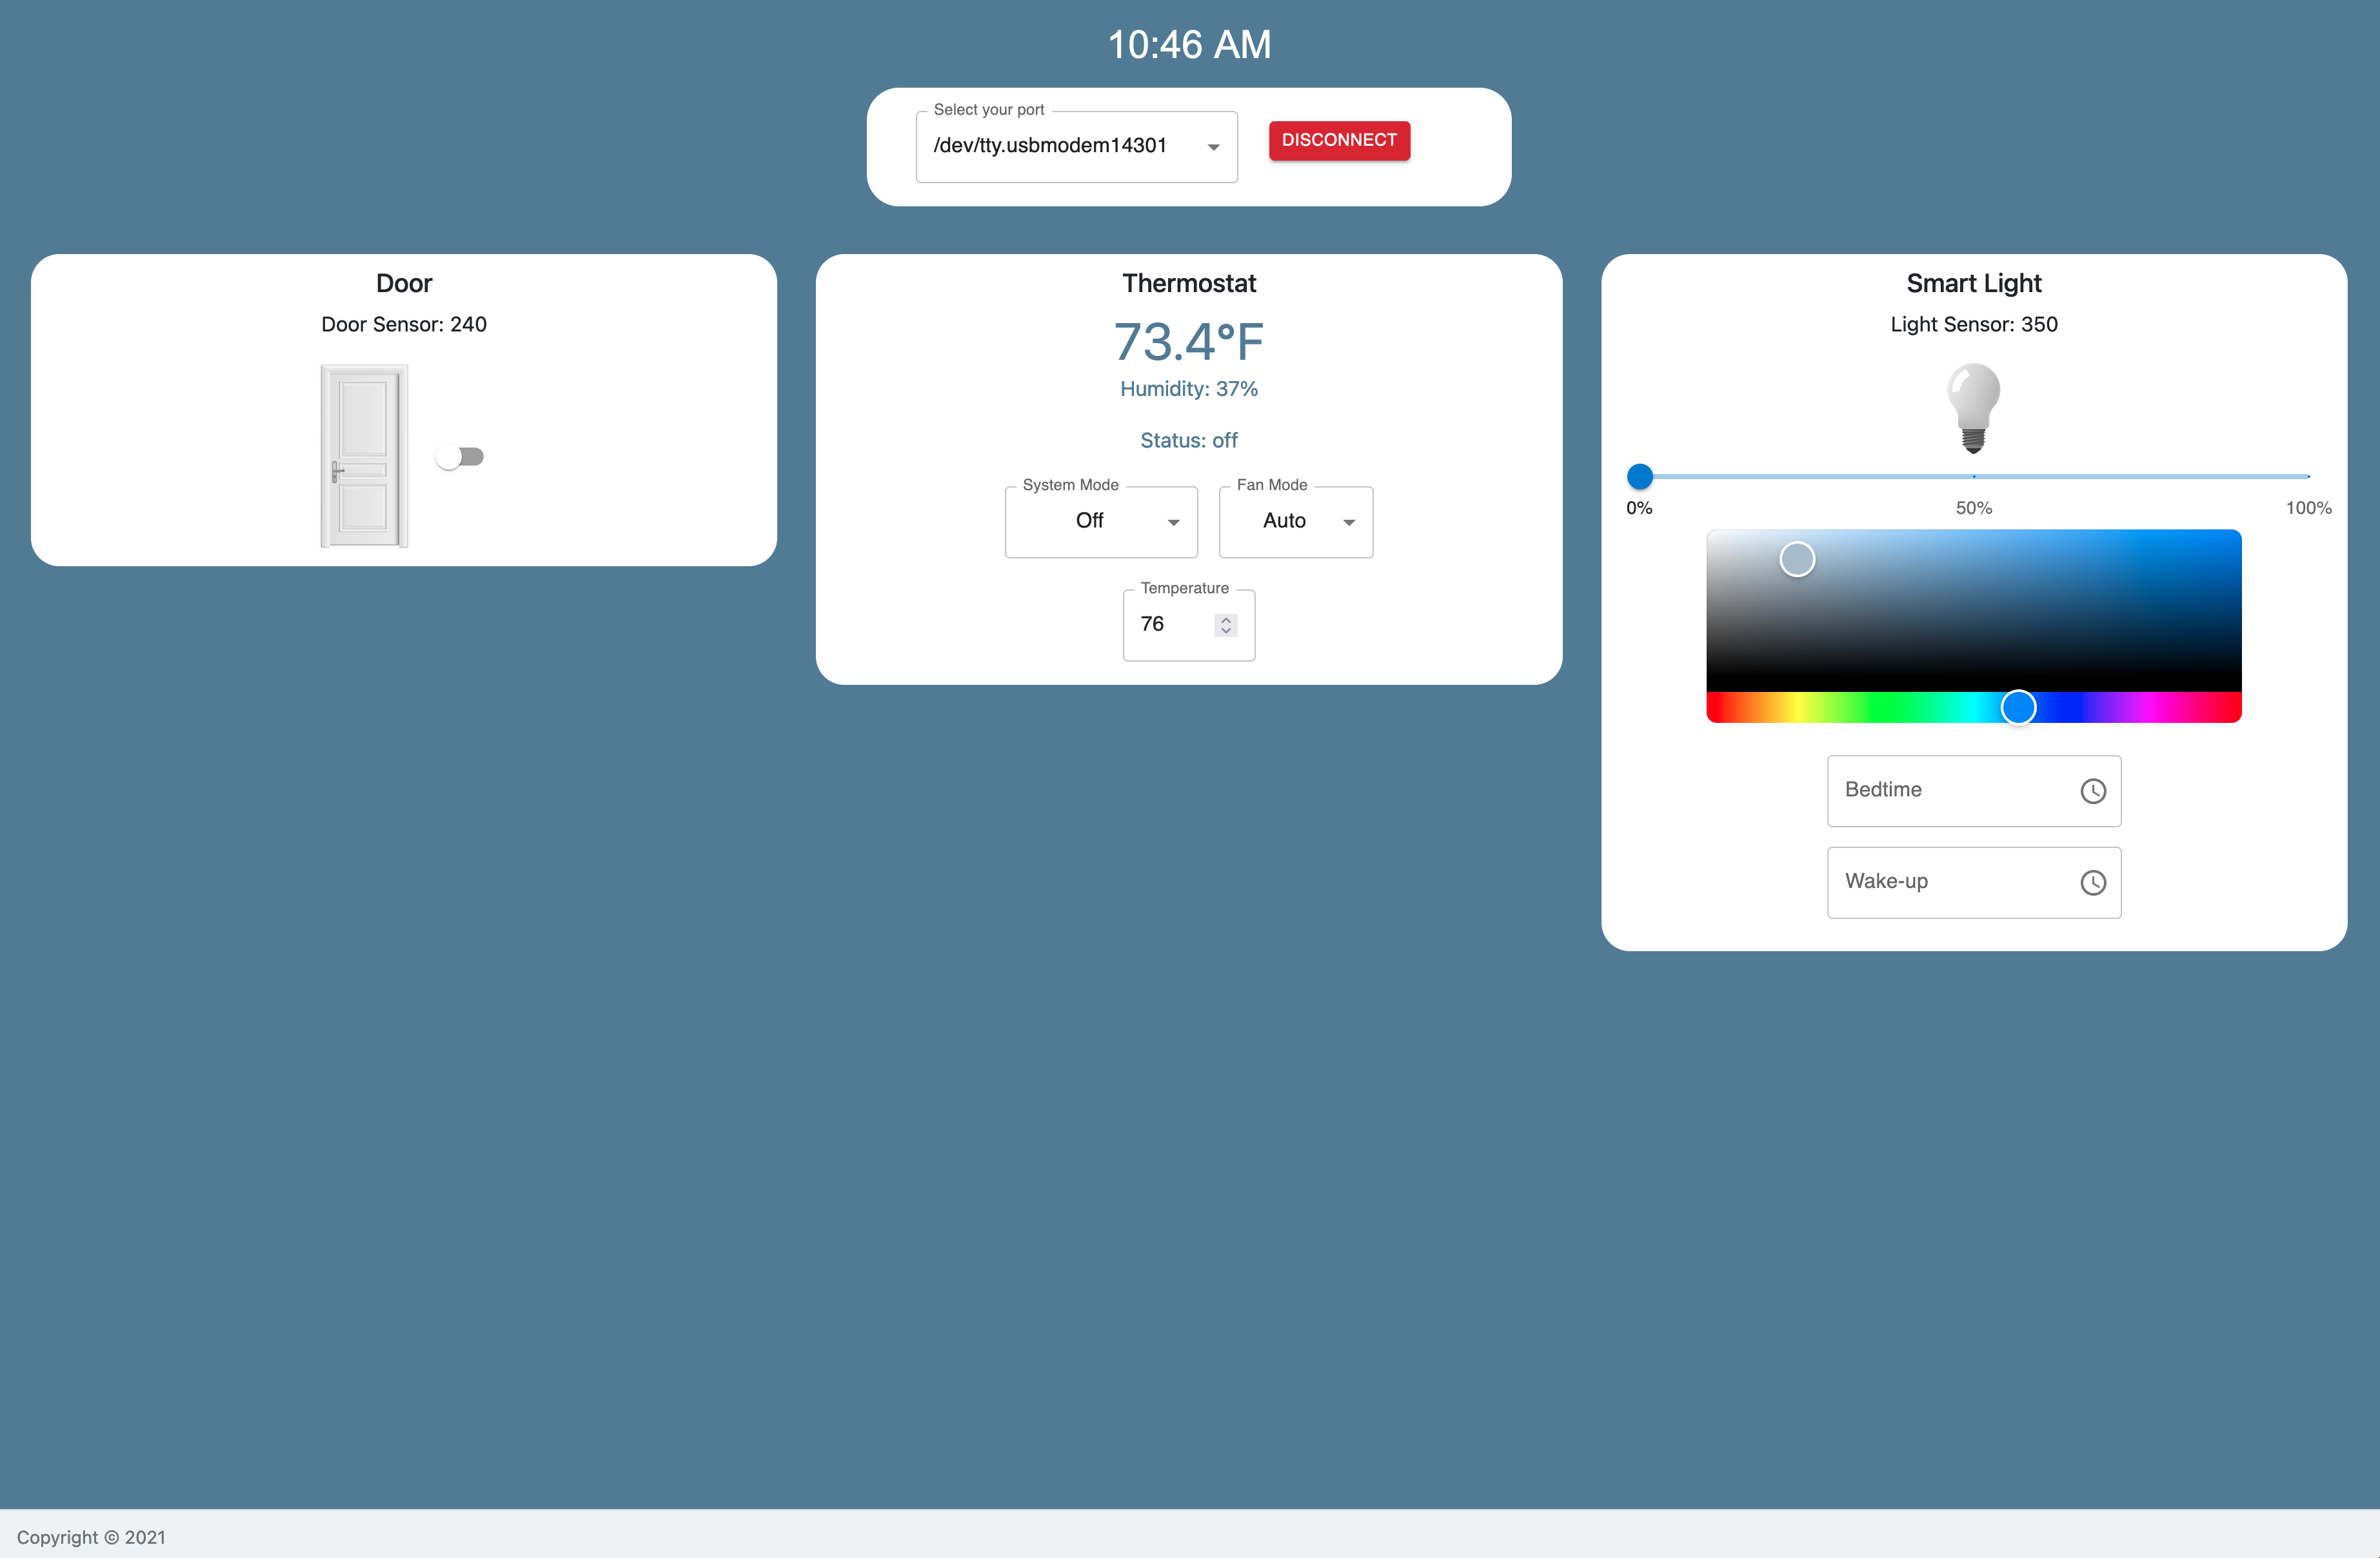 10:46 AM
Select your port
/dev/tty.usbmodem14301
DISCONNECT
Door
Door Sensor: 240
Thermostat
73.4°F
Humidity: 37%
Status: off
System Mode
Off
Fan Mode
Auto
Temperature
76
Smart Light
Light Sensor: 350
0% 50% 100%
Bedtime
Wake-up
Copyright © 2021